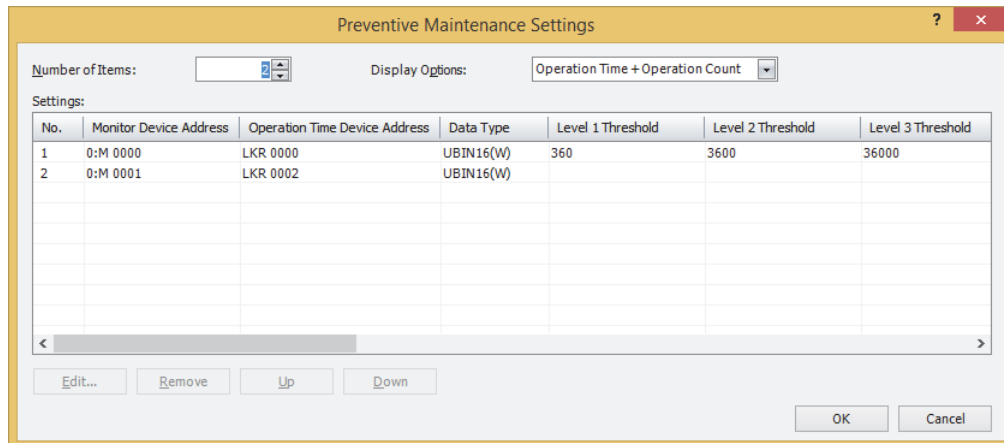 Preventive Maintenance Settings ? ×
Number of Items: 2 Display Options: Operation Time + Operation Count
Settings:
No. Monitor Device Address Operation Time Device Address Data Type Level 1 Threshold Level 2 Threshold Level 3 Threshold
1 0:M 0000 LKR 0000 UBIN16(W) 360 3600 36000
2 0:M 0001 LKR 0002 UBIN16(W)
Edit... Remove Up Down
OK Cancel